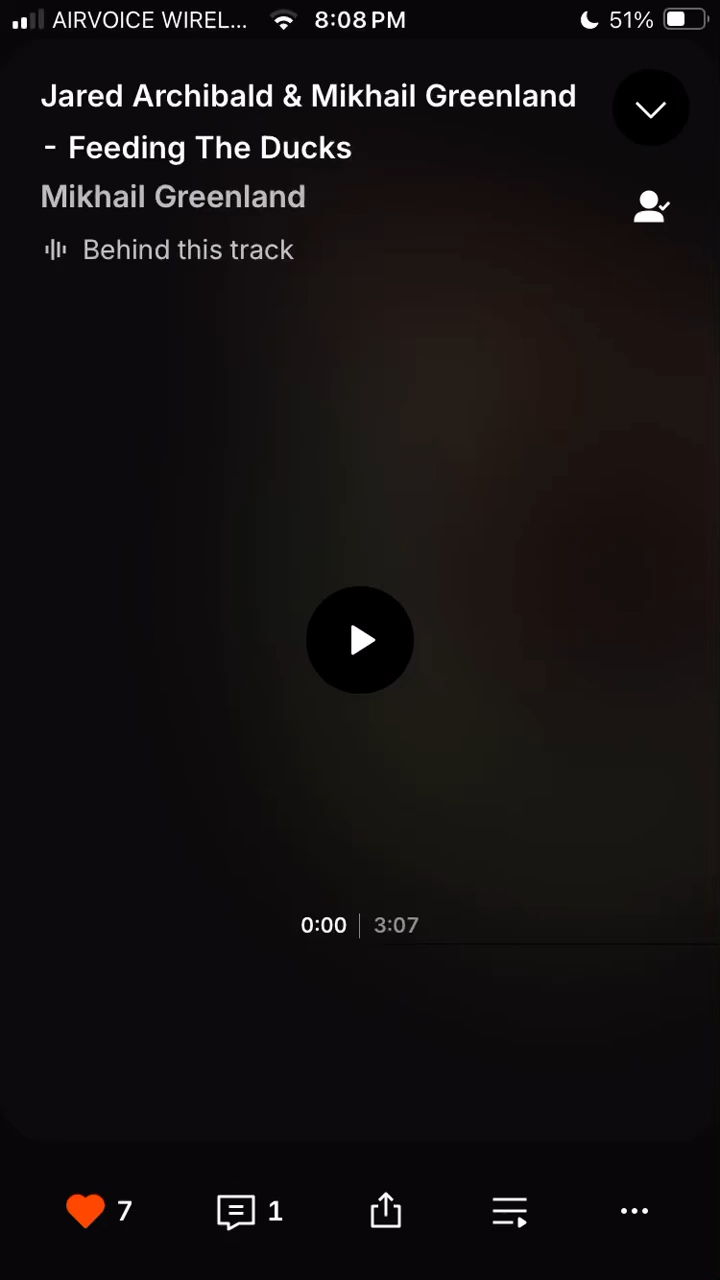 AIRVOICE WIREL... 8:08 PM 51%
Jared Archibald & Mikhail Greenland
- Feeding The Ducks
Mikhail Greenland
Behind this track
0:00 3:07
7 1